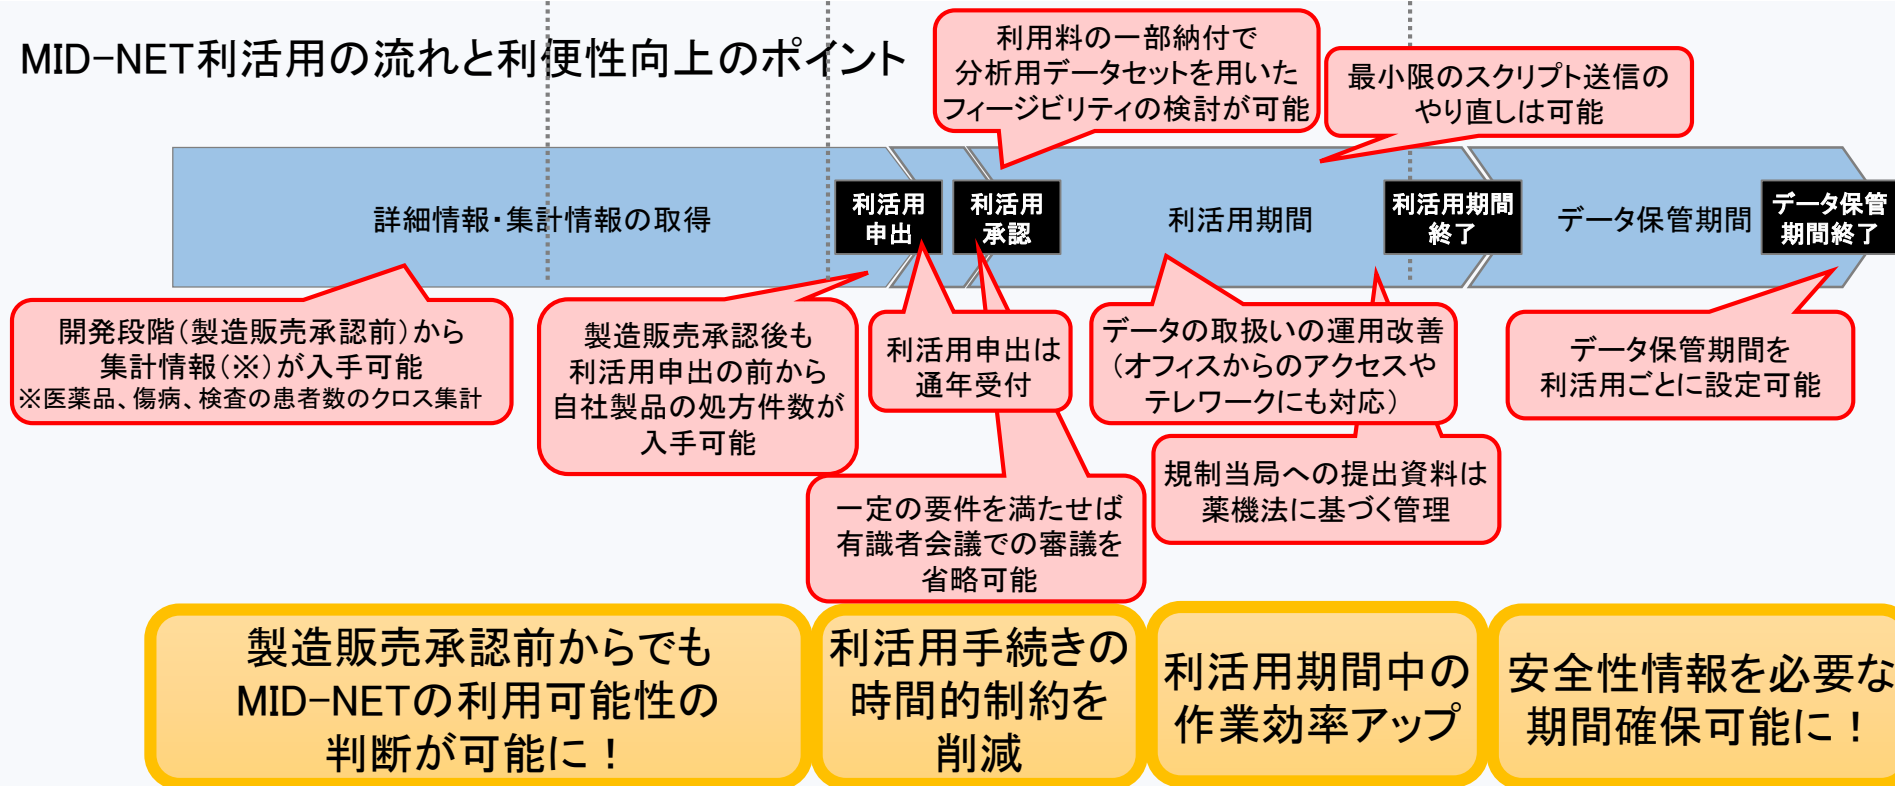 MID-NET利活用の流れと利便性向上のポイント
利用料の一部納付で
分析用データセットを用いた
フィージビリティの検討が可能
最小限のスクリプト送信の
やり直しは可能
詳細情報・集計情報の取得
利活用
申出
利活用
承認
利活用期間
利活用期間
終了
データ保管期間
データ保管
期間終了
開発段階（製造販売承認前）から
集計情報（※）が入手可能
※医薬品、傷病、検査の患者数のクロス集計
製造販売承認後も
利活用申出の前から
自社製品の処方件数が
入手可能
利活用申出は
通年受付
データの取扱いの運用改善
（オフィスからのアクセスや
テレワークにも対応）
データ保管期間を
利活用ごとに設定可能
一定の要件を満たせば
有識者会議での審議を
省略可能
規制当局への提出資料は
薬機法に基づく管理
製造販売承認前からでも
MID-NETの利用可能性の
判断が可能に！
利活用手続きの
時間的制約を
削減
利活用期間中の
作業効率アップ
安全性情報を必要な
期間確保可能に！